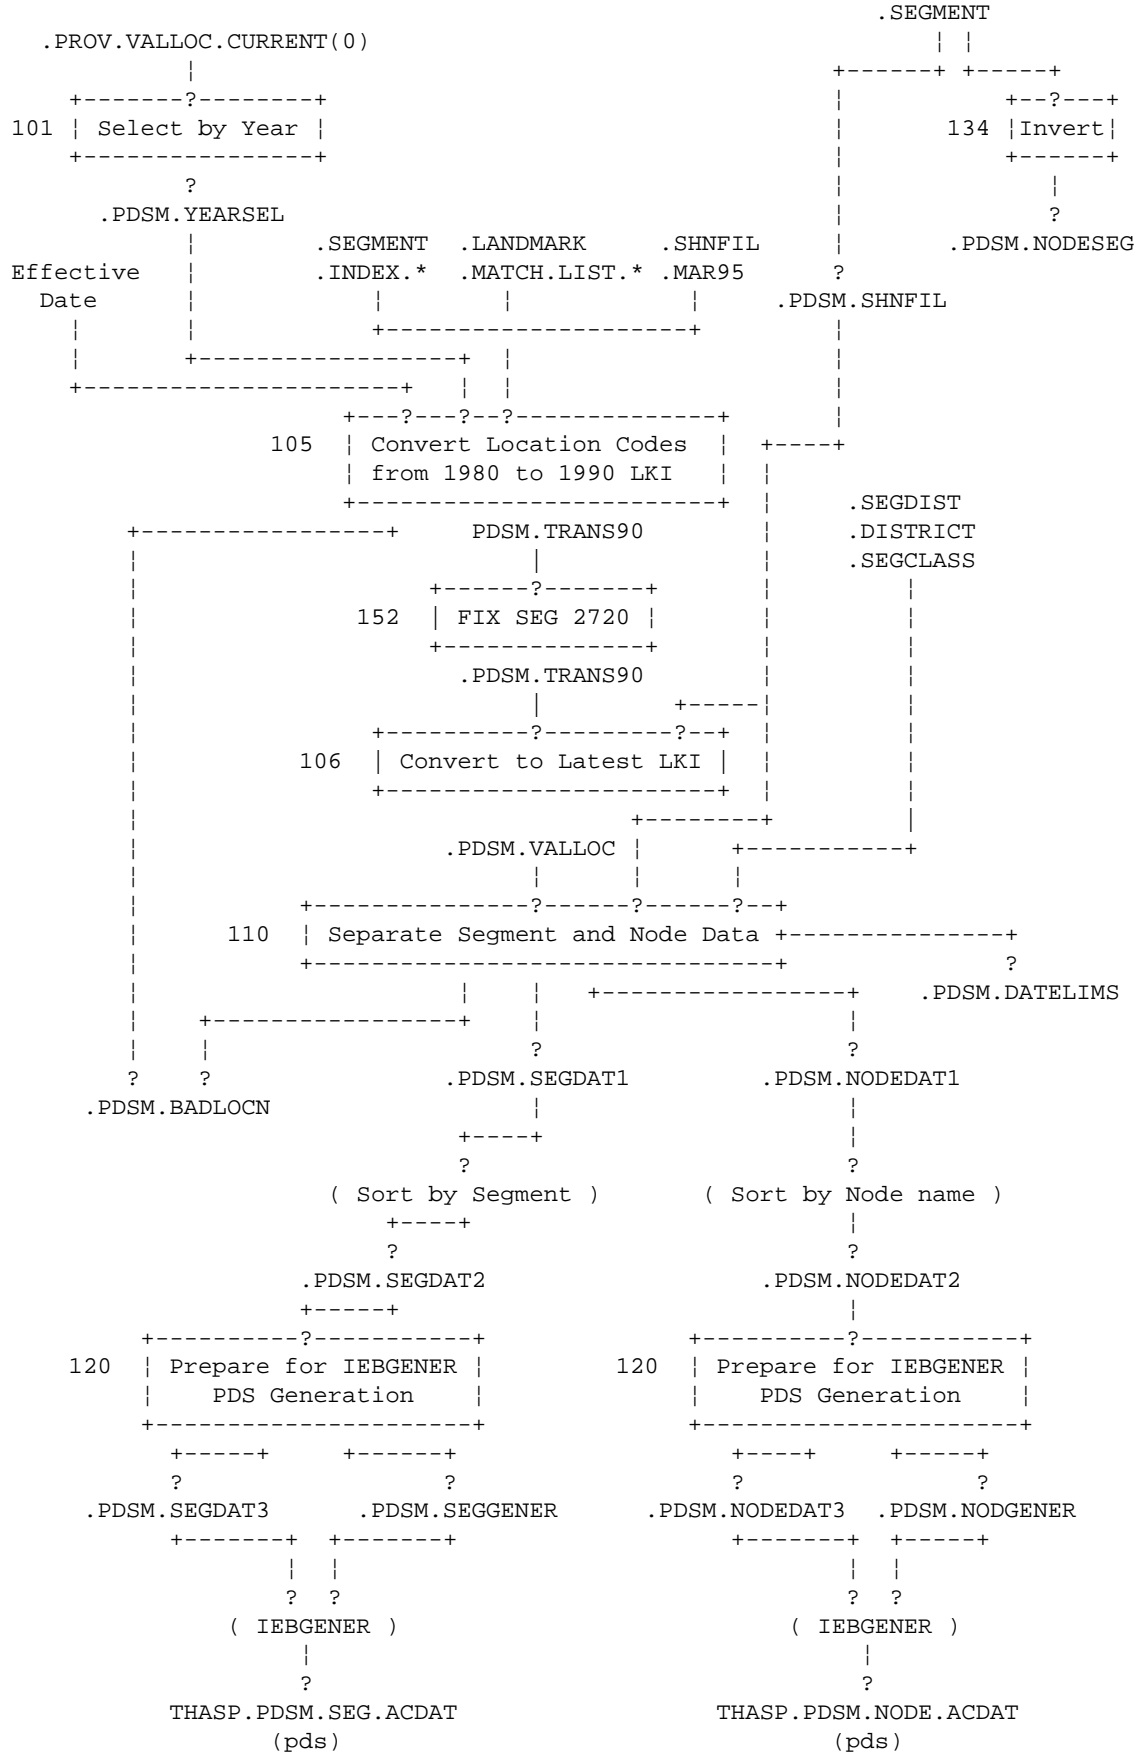 .SEGMENT
.PROV.VALLOC.CURRENT(0)
101 Select by Year
134 Invert
.PDSM.YEARSEL
.SEGMENT .LANDMARK .SHNFIL .PDSM.NODESEG
Effective .INDEX.* .MATCH.LIST.* .MAR95
Date .PDSM.SHNFIL
105 Convert Location Codes
from 1980 to 1990 LKI
.SEGDIST
PDSM.TRANS90 .DISTRICT
.SEGCLASS
152 FIX SEG 2720
.PDSM.TRANS90
106 Convert to Latest LKI
.PDSM.VALLOC
110 Separate Segment and Node Data
.PDSM.DATELIMS
.PDSM.SEGDAT1 .PDSM.NODEDAT1
.PDSM.BADLOCN
( Sort by Segment ) ( Sort by Node name )
.PDSM.SEGDAT2 .PDSM.NODEDAT2
120 Prepare for IEBGENER 120 Prepare for IEBGENER
PDS Generation PDS Generation
.PDSM.SEGDAT3 .PDSM.SEGGENER .PDSM.NODEDAT3 .PDSM.NODGENER
( IEBGENER ) ( IEBGENER )
THASP.PDSM.SEG.ACDAT THASP.PDSM.NODE.ACDAT
(pds) (pds)